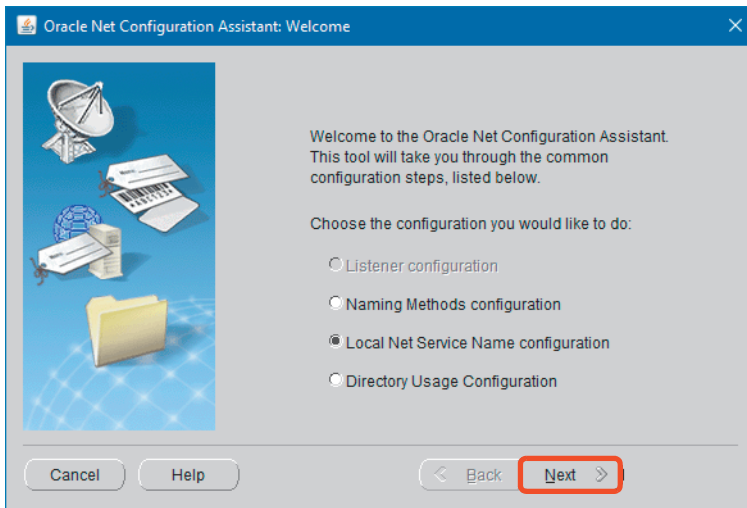 Oracle Net Configuration Assistant: Welcome
Welcome to the Oracle Net Configuration Assistant.
This tool will take you through the common
configuration steps, listed below.
Choose the configuration you would like to do:
Listener configuration
Naming Methods configuration
Local Net Service Name configuration
Directory Usage Configuration
Cancel
Help
Back
Next